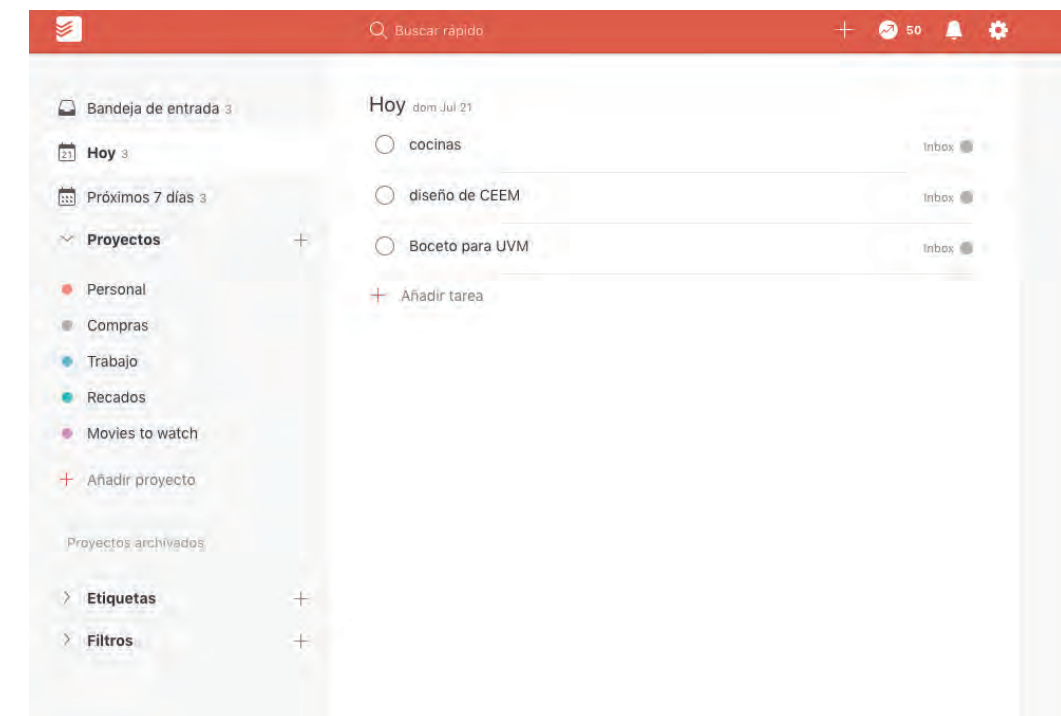 Buscar rápido
50
Bandeja de entrada 3
21 Hoy 3
Próximos 7 días 3
Proyectos
Personal
Compras
Trabajo
Recados
Movies to watch
Añadir proyecto
Proyectos archivados
Etiquetas
Filtros
Hoy dom Jul 21
cocinas Inbox
diseño de CEEM Inbox
Boceto para UVM Inbox
Añadir tarea